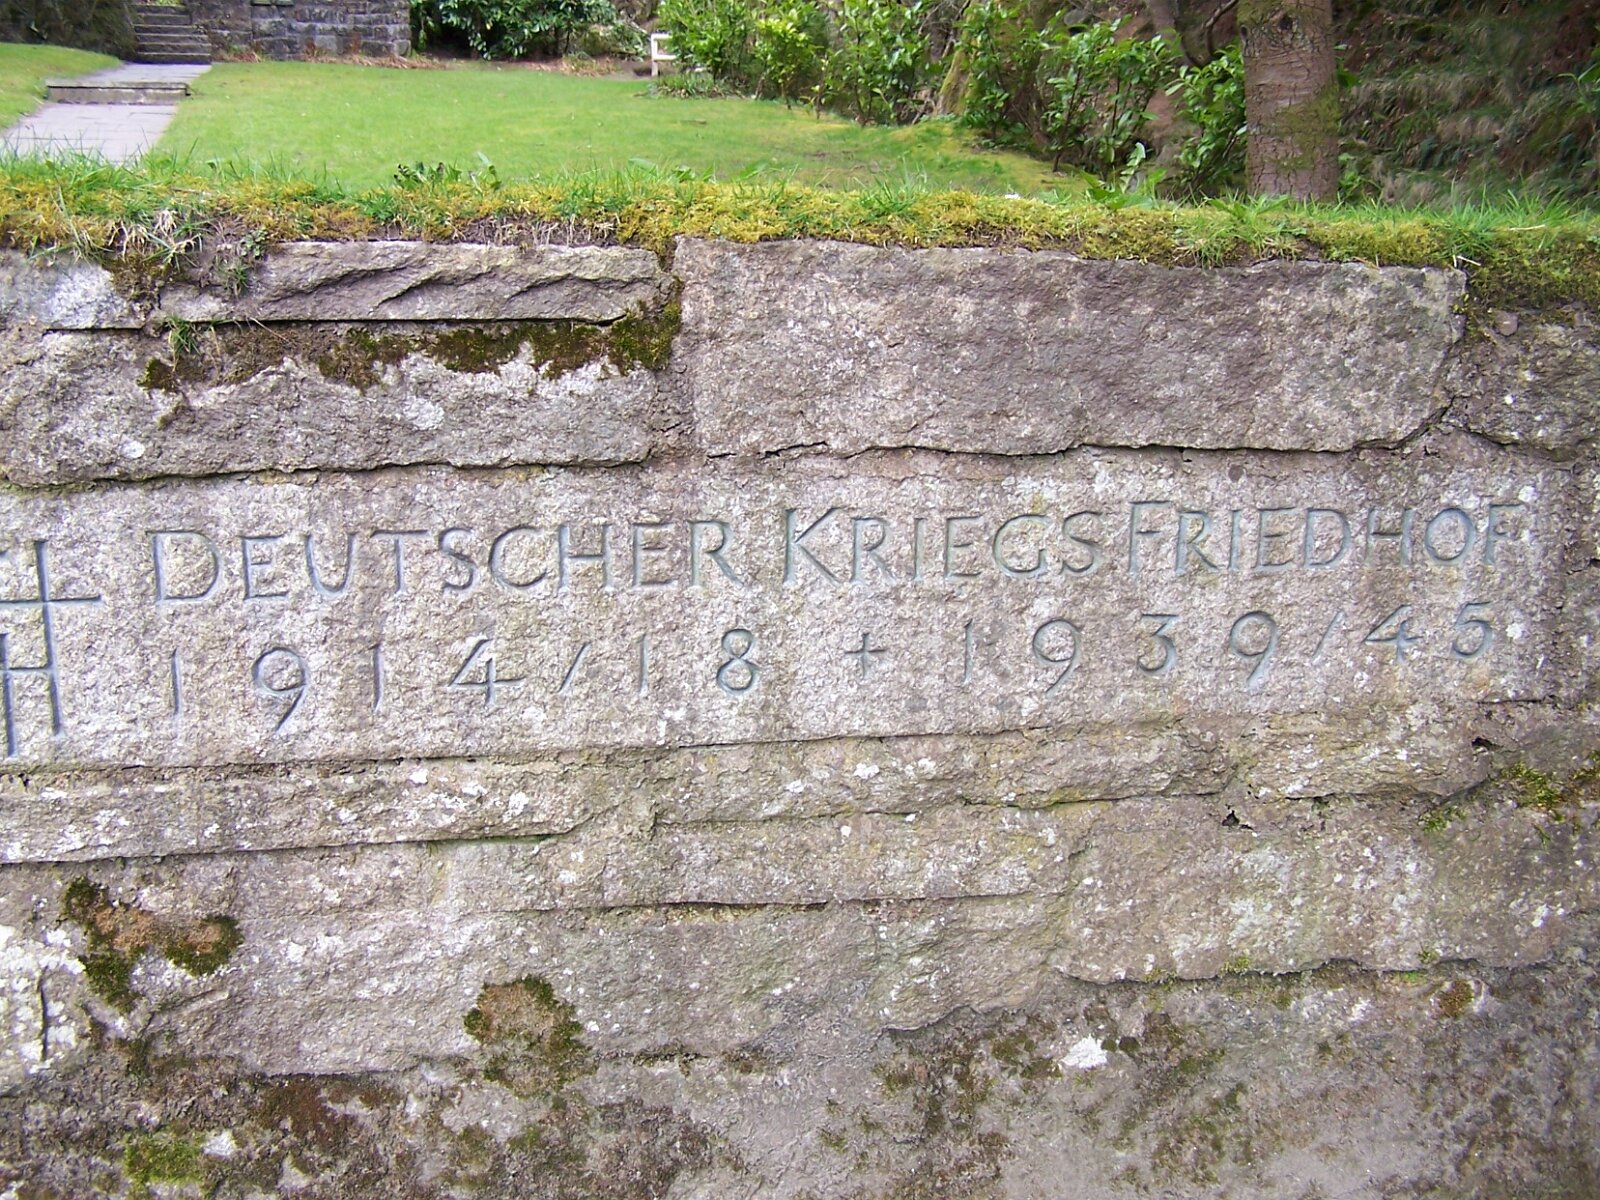 DEUTSCHER KRIEGSFRIEDHOF
1914/18 + 1939/45